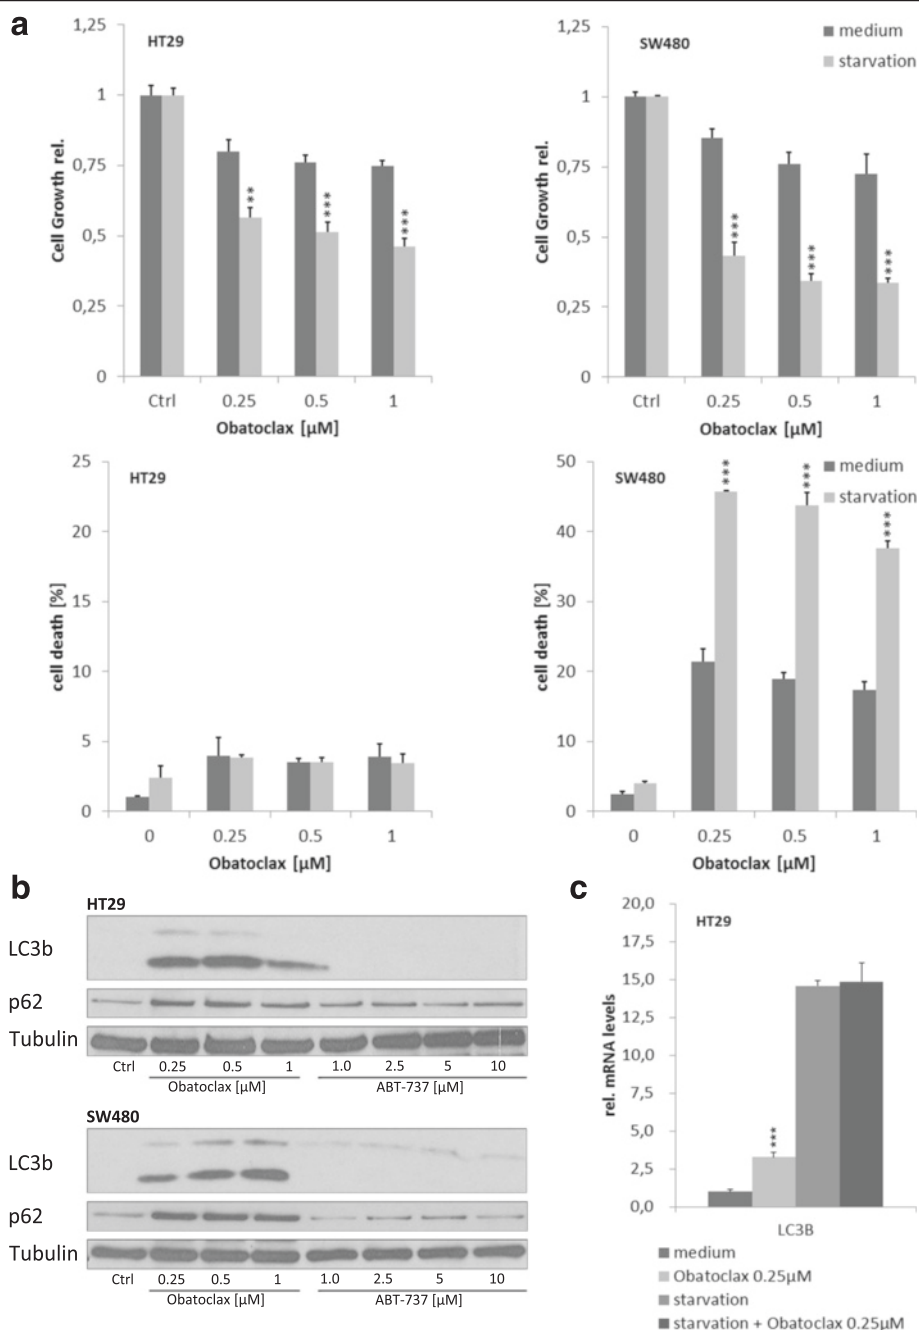 a
HT29
1,25
1
0,75
0,5
0,25
0
Cell Growth rel.
**
***
***
Ctrl 0.25 0.5 1
Obatoclax [µM]
SW480
medium
starvation
1,25
1
0,75
0,5
0,25
0
Cell Growth rel.
***
***
***
Ctrl 0.25 0.5 1
Obatoclax [µM]
HT29
25
20
15
10
5
0
cell death [%]
0 0.25 0.5 1
Obatoclax [µM]
SW480
medium
starvation
50
40
30
20
10
0
cell death [%]
***
***
***
0 0.25 0.5 1
Obatoclax [µM]
b
HT29
LC3b
p62
Tubulin
Ctrl 0.25 0.5 1 1.0 2.5 5 10
Obatoclax [µM] ABT-737 [µM]
SW480
LC3b
p62
Tubulin
Ctrl 0.25 0.5 1 1.0 2.5 5 10
Obatoclax [µM] ABT-737 [µM]
c
HT29
20,0
17,5
15,0
12,5
10,0
7,5
5,0
2,5
0,0
rel. mRNA levels
***
LC3B
medium
Obatoclax 0.25µM
starvation
starvation + Obatoclax 0.25µM